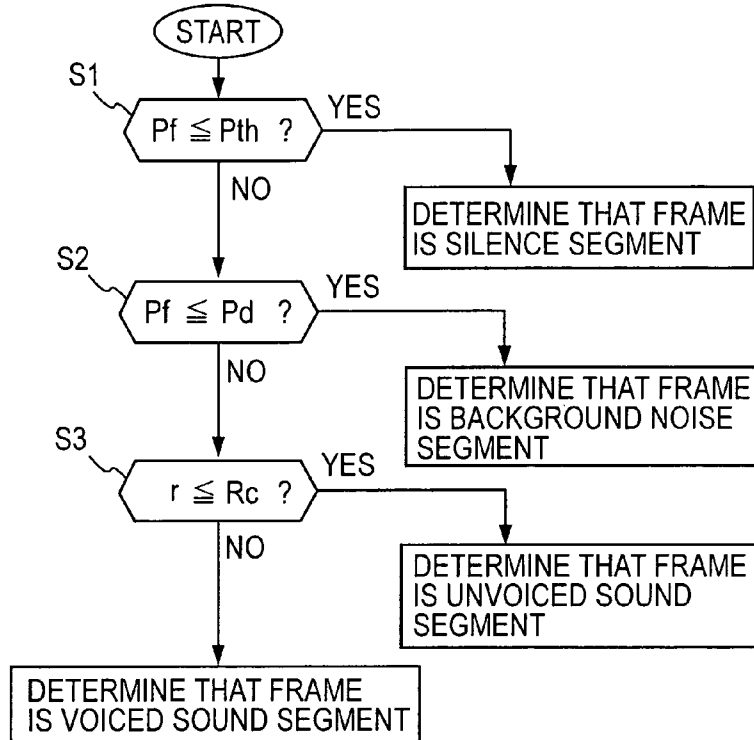 START
S1
Pf ≦ Pth ?
YES
NO
DETERMINE THAT FRAME
IS SILENCE SEGMENT
S2
Pf ≦ Pd ?
YES
NO
DETERMINE THAT FRAME
IS BACKGROUND NOISE
SEGMENT
S3
r ≦ Rc ?
YES
NO
DETERMINE THAT FRAME
IS UNVOICED SOUND
SEGMENT
DETERMINE THAT FRAME
IS VOICED SOUND SEGMENT